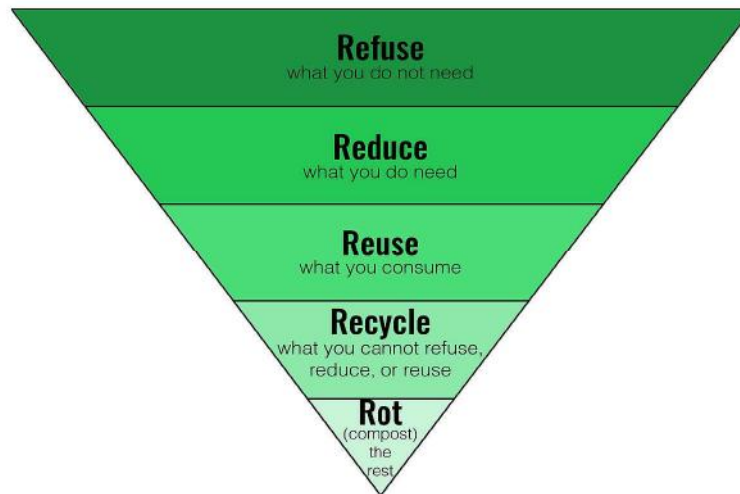 Refuse
what you do not need
Reduce
what you do need
Reuse
what you consume
Recycle
what you cannot refuse,
reduce, or reuse
Rot
(compost)
the
rest